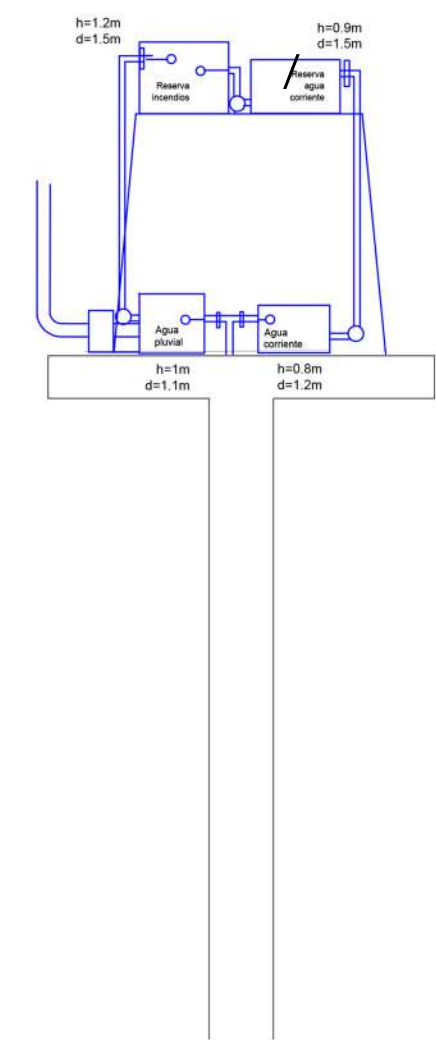 h=1.2m
d=1.5m
h=0.9m
d=1.5m
Reserva
incendios
Reserva
agua
corriente
Agua
pluvial
Agua
corriente
h=1m
d=1.1m
h=0.8m
d=1.2m